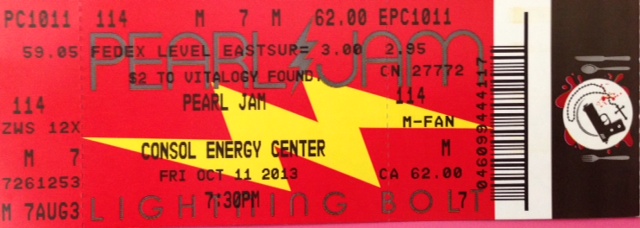 PC1011 114 M 7 M 62.00 EPC1011
59.05 FEDEX LEVEL EASTSUR= 3.00 2.95
PEARL JAM
$2 TO VITALOGY FOUND. CN 27772
114 PEARL JAM 114
ZWS 12X M-FAN
M 7 CONSOL ENERGY CENTER M
7261253 FRI OCT 11 2013 CA 62.00
M 7AUG3 7:30PM 7
LIGHTNING BOLT
046099444117